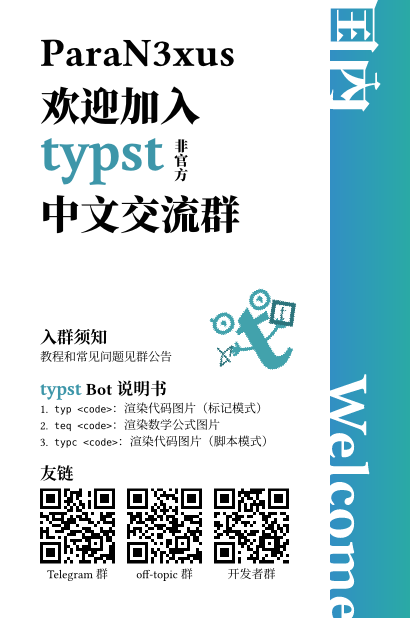 ParaN3xus
欢迎加入
typst 非官方
中文交流群
入群须知
教程和常见问题见群公告
typst Bot 说明书
1. typ <code>: 渲染代码图片（标记模式）
2. teq <code>: 渲染数学公式图片
3. typc <code>: 渲染代码图片（脚本模式）
友链
Telegram 群
off-topic 群
开发者群
国内
Welcome